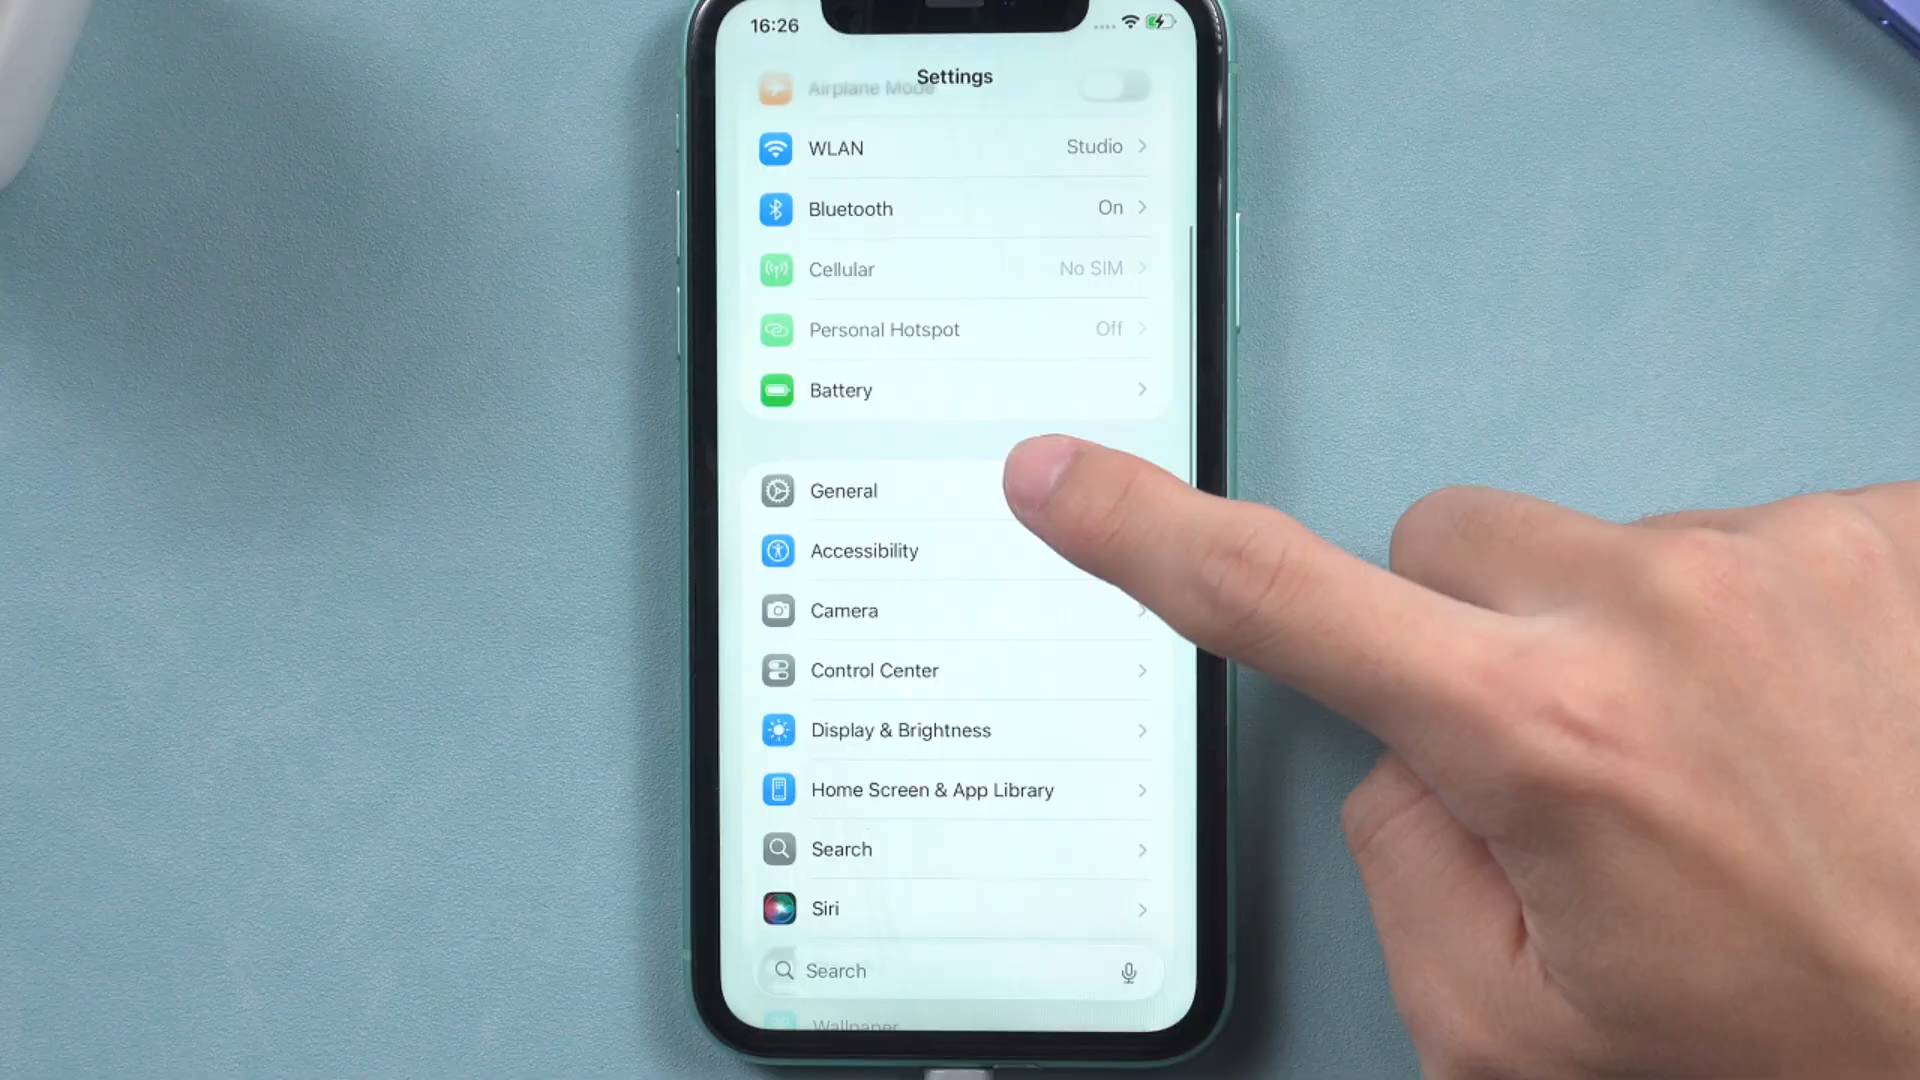 16:26
Settings
Airplane Mode
WLAN Studio
Bluetooth On
Cellular No SIM
Personal Hotspot Off
Battery
General
Accessibility
Camera
Control Center
Display & Brightness
Home Screen & App Library
Search
Siri
Search
Wallpaper